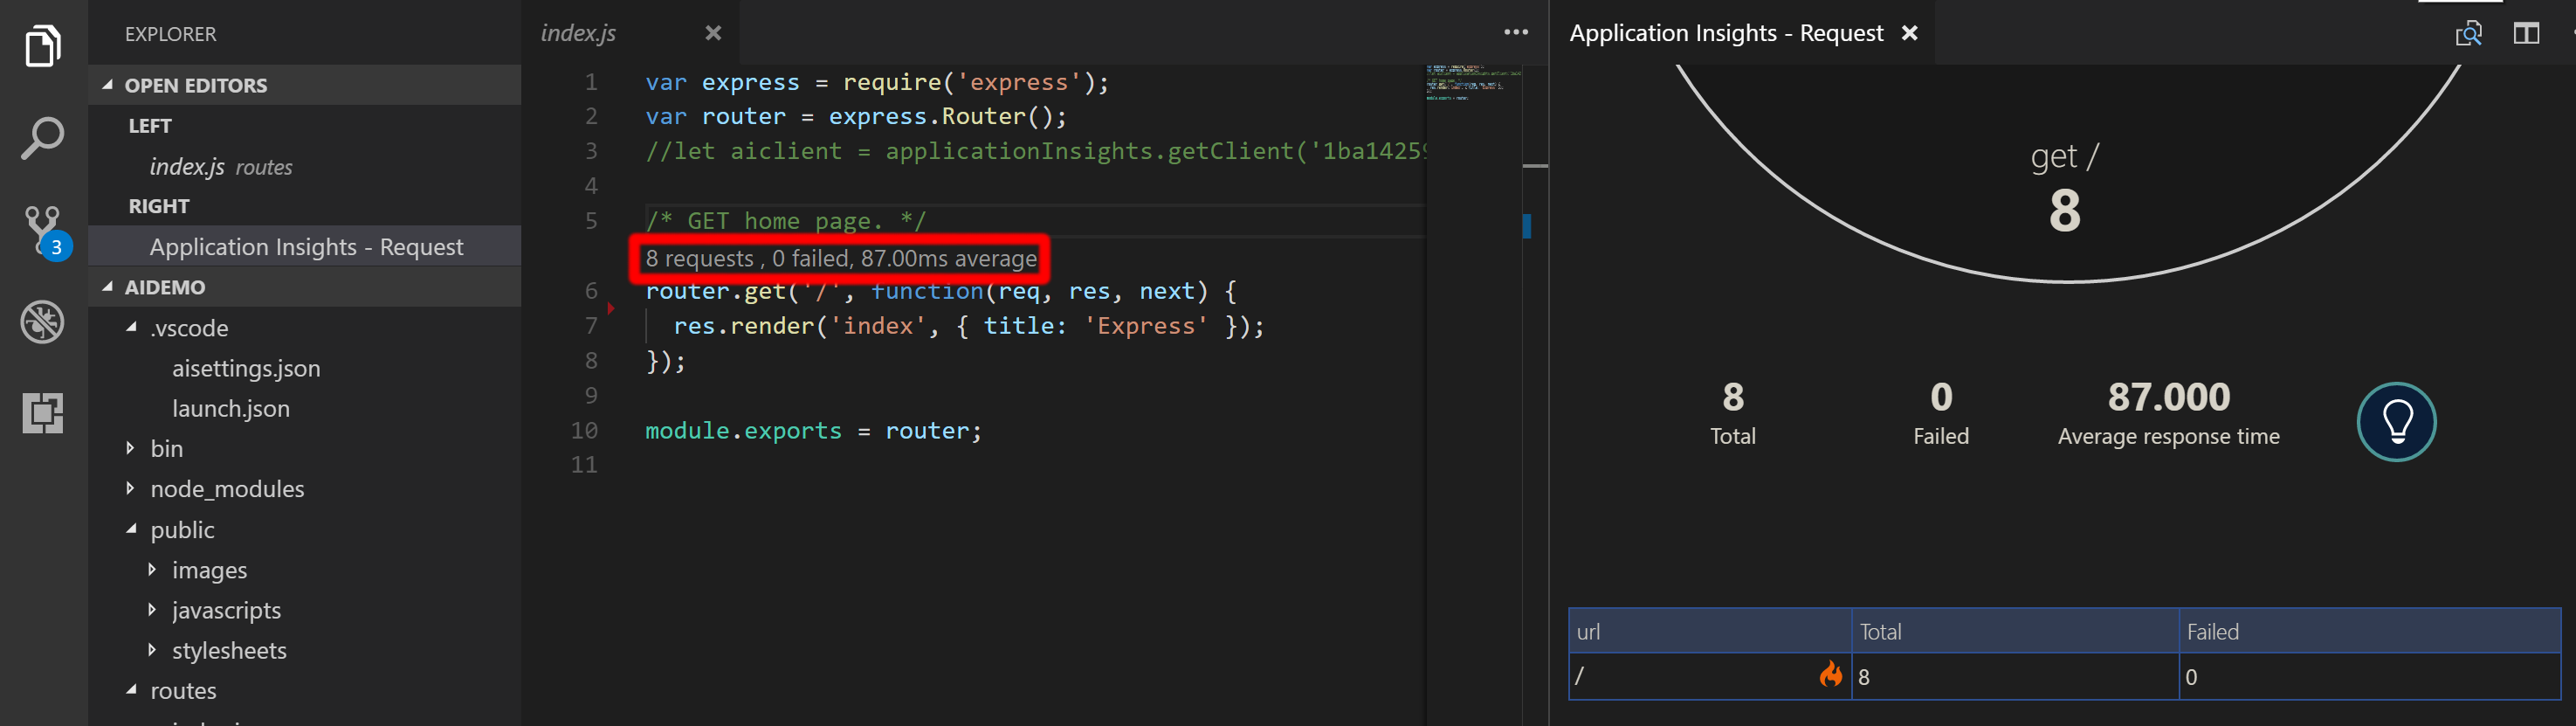 EXPLORER
OPEN EDITORS
LEFT
index.js routes
RIGHT
3
Application Insights - Request
AIDEMO
.vscode
aisettings.json
launch.json
bin
node_modules
public
images
javascripts
stylesheets
routes
index.js
1 var express = require('express');
2 var router = express.Router();
3 //let aiclient = applicationInsights.getClient('1ba14259
4
5 /* GET home page. */
8 requests , 0 failed, 87.00ms average
6 router.get('/', function(req, res, next) {
7 res.render('index', { title: 'Express' });
8 });
9
10 module.exports = router;
11
Application Insights - Request
get /
8
8 0 87.000
Total Failed Average response time
url Total Failed
/ 8 0